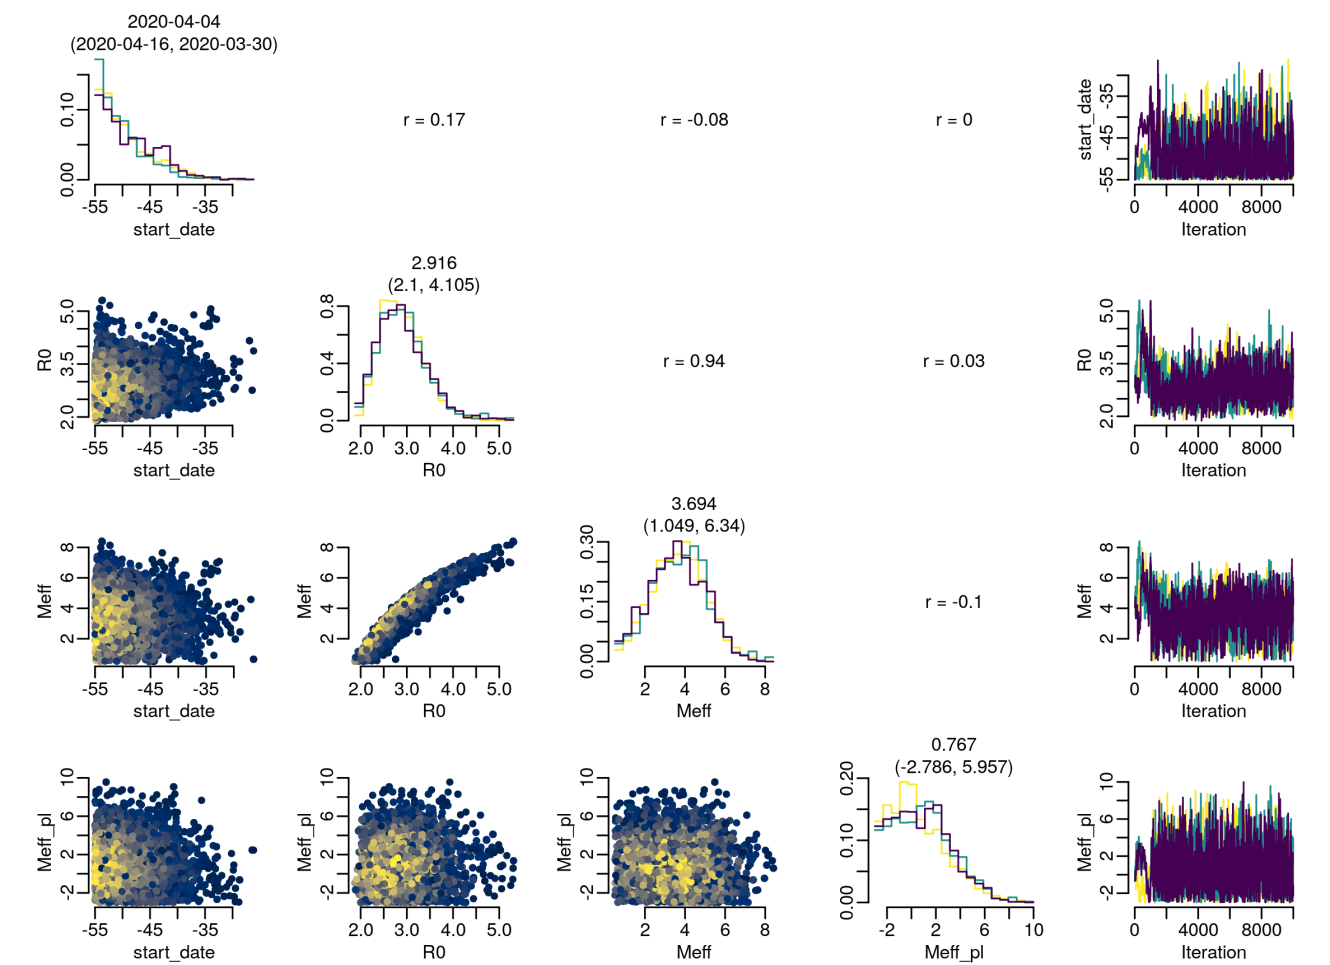 2020-04-04
(2020-04-16, 2020-03-30)
0.00 0.10
-55 -45 -35
start_date
r = 0.17
r = -0.08
r = 0
start_date
-55 -45 -35
0 4000 8000
Iteration
R0
2.0 3.5 5.0
-55 -45 -35
start_date
2.916
(2.1, 4.105)
0.0 0.4 0.8
2.0 3.0 4.0 5.0
R0
r = 0.94
r = 0.03
R0
2.0 3.5 5.0
0 4000 8000
Iteration
Meff
2 4 6 8
-55 -45 -35
start_date
Meff
2 4 6 8
2.0 3.0 4.0 5.0
R0
3.694
(1.049, 6.34)
0.00 0.15 0.30
2 4 6 8
Meff
r = -0.1
Meff
2 4 6 8
0 4000 8000
Iteration
Meff_pl
-2 2 6 10
-55 -45 -35
start_date
Meff_pl
-2 2 6 10
2.0 3.0 4.0 5.0
R0
Meff_pl
-2 2 6 10
2 4 6 8
Meff
0.767
(-2.786, 5.957)
0.00 0.10 0.20
-2 2 6 10
Meff_pl
Meff_pl
-2 2 6 10
0 4000 8000
Iteration